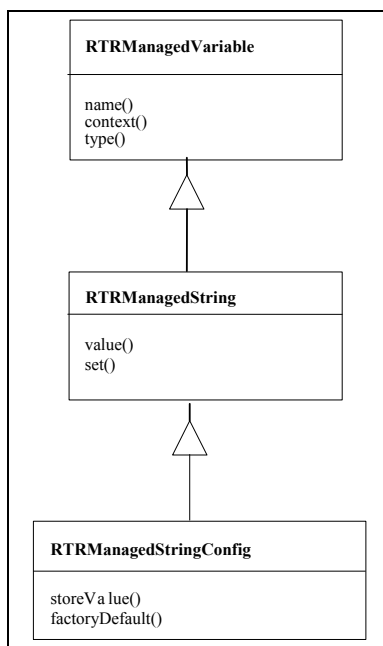 RTRManagedVariable
name()
context()
type()
RTRManagedString
value()
set()
RTRManagedStringConfig
storeVa lue()
factoryDefault()